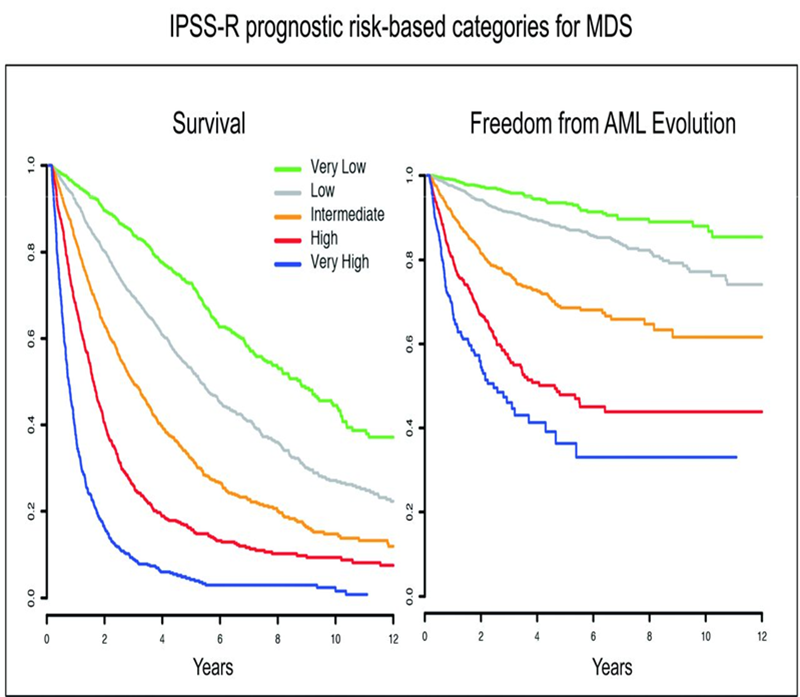 IPSS-R prognostic risk-based categories for MDS
Survival
Freedom from AML Evolution
Very Low
Low
Intermediate
High
Very High
1.0
0.8
0.6
0.4
0.2
0.0
0 2 4 6 8 10 12
Years
1.0
0.8
0.6
0.4
0.2
0.0
0 2 4 6 8 10 12
Years